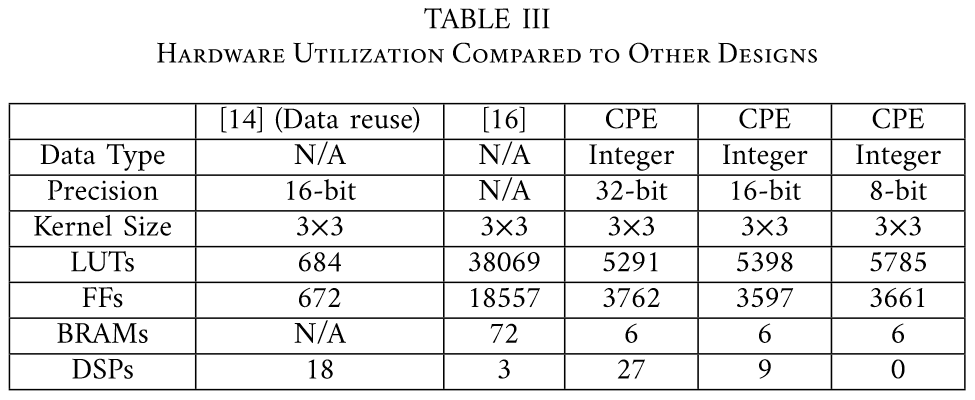 TABLE III
Hardware Utilization Compared to Other Designs
[14] (Data reuse) [16] CPE CPE CPE
Data Type N/A N/A Integer Integer Integer
Precision 16-bit N/A 32-bit 16-bit 8-bit
Kernel Size 3×3 3×3 3×3 3×3 3×3
LUTs 684 38069 5291 5398 5785
FFs 672 18557 3762 3597 3661
BRAMs N/A 72 6 6 6
DSPs 18 3 27 9 0